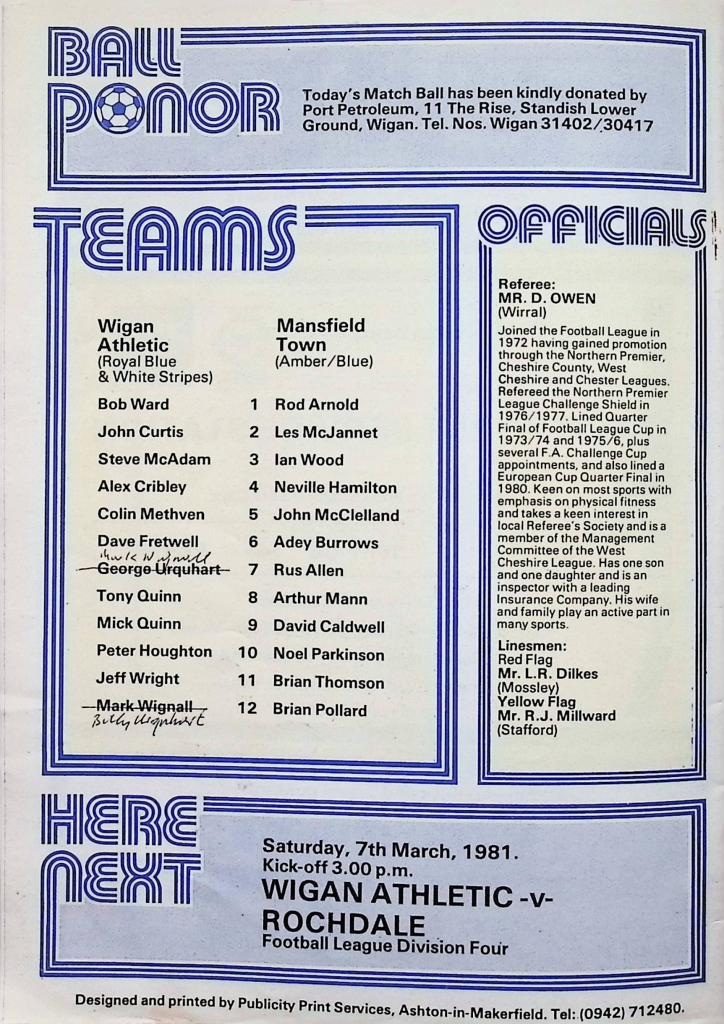 BALL
DONOR
Today's Match Ball has been kindly donated by
Port Petroleum, 11 The Rise, Standish Lower
Ground, Wigan. Tel. Nos. Wigan 31402/30417
TEAMS
Wigan
Athletic
(Royal Blue
& White Stripes)
Mansfield
Town
(Amber/Blue)
Bob Ward 1 Rod Arnold
John Curtis 2 Les McJannet
Steve McAdam 3 Ian Wood
Alex Cribley 4 Neville Hamilton
Colin Methven 5 John McClelland
Dave Fretwell 6 Adey Burrows
Mark Wignall
George Urquhart 7 Rus Allen
Tony Quinn 8 Arthur Mann
Mick Quinn 9 David Caldwell
Peter Houghton 10 Noel Parkinson
Jeff Wright 11 Brian Thomson
Mark Wignall 12 Brian Pollard
Billy Urquhart
OFFICIALS
Referee:
MR. D. OWEN
(Wirral)
Joined the Football League in
1972 having gained promotion
through the Northern Premier,
Cheshire County, West
Cheshire and Chester Leagues.
Refereed the Northern Premier
League Challenge Shield in
1976/1977. Lined Quarter
Final of Football League Cup in
1973/74 and 1975/6, plus
several F.A. Challenge Cup
appointments, and also lined a
European Cup Quarter Final in
1980. Keen on most sports with
emphasis on physical fitness
and takes a keen interest in
local Referee's Society and is a
member of the Management
Committee of the West
Cheshire League. Has one son
and one daughter and is an
inspector with a leading
Insurance Company. His wife
and family play an active part in
many sports.
Linesmen:
Red Flag
Mr. L.R. Dilkes
(Mossley)
Yellow Flag
Mr. R.J. Millward
(Stafford)
HERE
NEXT
Saturday, 7th March, 1981.
Kick-off 3.00 p.m.
WIGAN ATHLETIC -v-
ROCHDALE
Football League Division Four
Designed and printed by Publicity Print Services, Ashton-in-Makerfield. Tel: (0942) 712480.